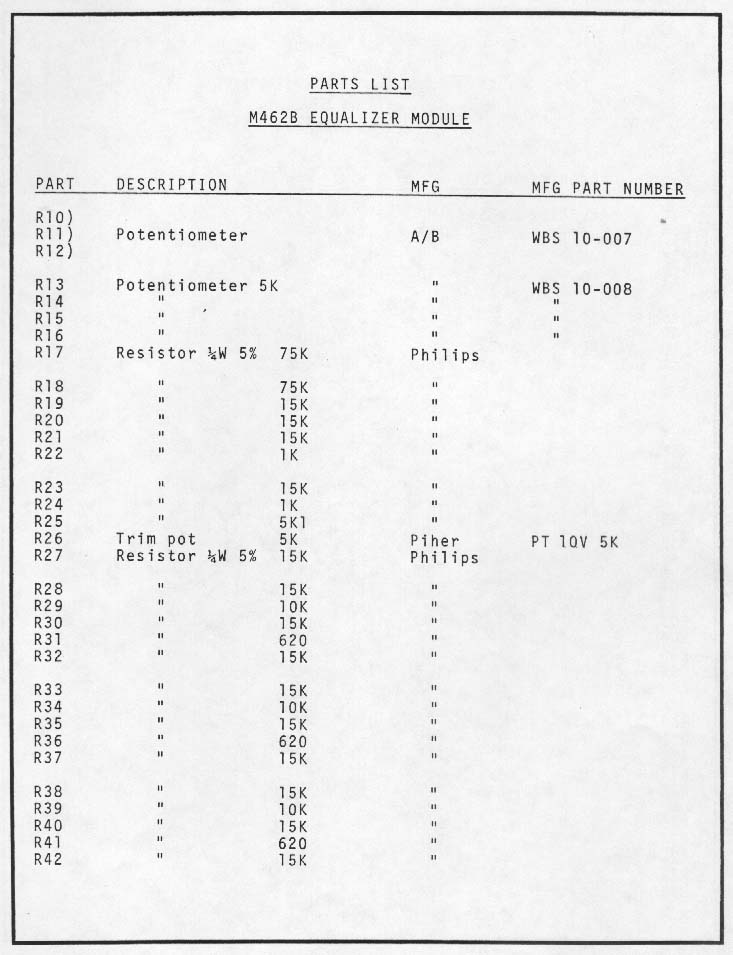 PARTS LIST
M462B EQUALIZER MODULE
PART DESCRIPTION MFG MFG PART NUMBER
R10)
R11) Potentiometer A/B WBS 10-007
R12)
R13 Potentiometer 5K " WBS 10-008
R14 " " "
R15 " " "
R16 " " "
R17 Resistor ¼W 5% 75K Philips
R18 " 75K "
R19 " 15K "
R20 " 15K "
R21 " 15K "
R22 " 1K "
R23 " 15K "
R24 " 1K "
R25 " 5K1 "
R26 Trim pot 5K Piher PT 10V 5K
R27 Resistor ¼W 5% 15K Philips
R28 " 15K "
R29 " 10K "
R30 " 15K "
R31 " 620 "
R32 " 15K "
R33 " 15K "
R34 " 10K "
R35 " 15K "
R36 " 620 "
R37 " 15K "
R38 " 15K "
R39 " 10K "
R40 " 15K "
R41 " 620 "
R42 " 15K "